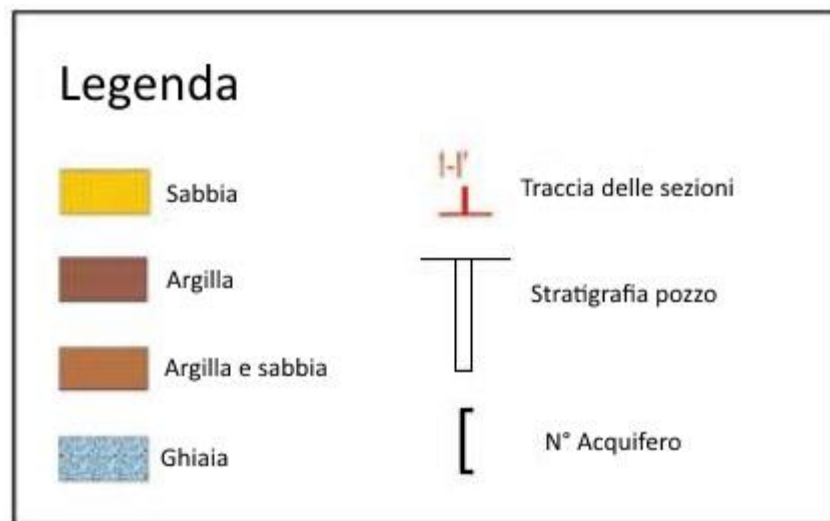 Legenda
Sabbia
Argilla
Argilla e sabbia
Ghiaia
I-I'
Traccia delle sezioni
Stratigrafia pozzo
N° Acquifero